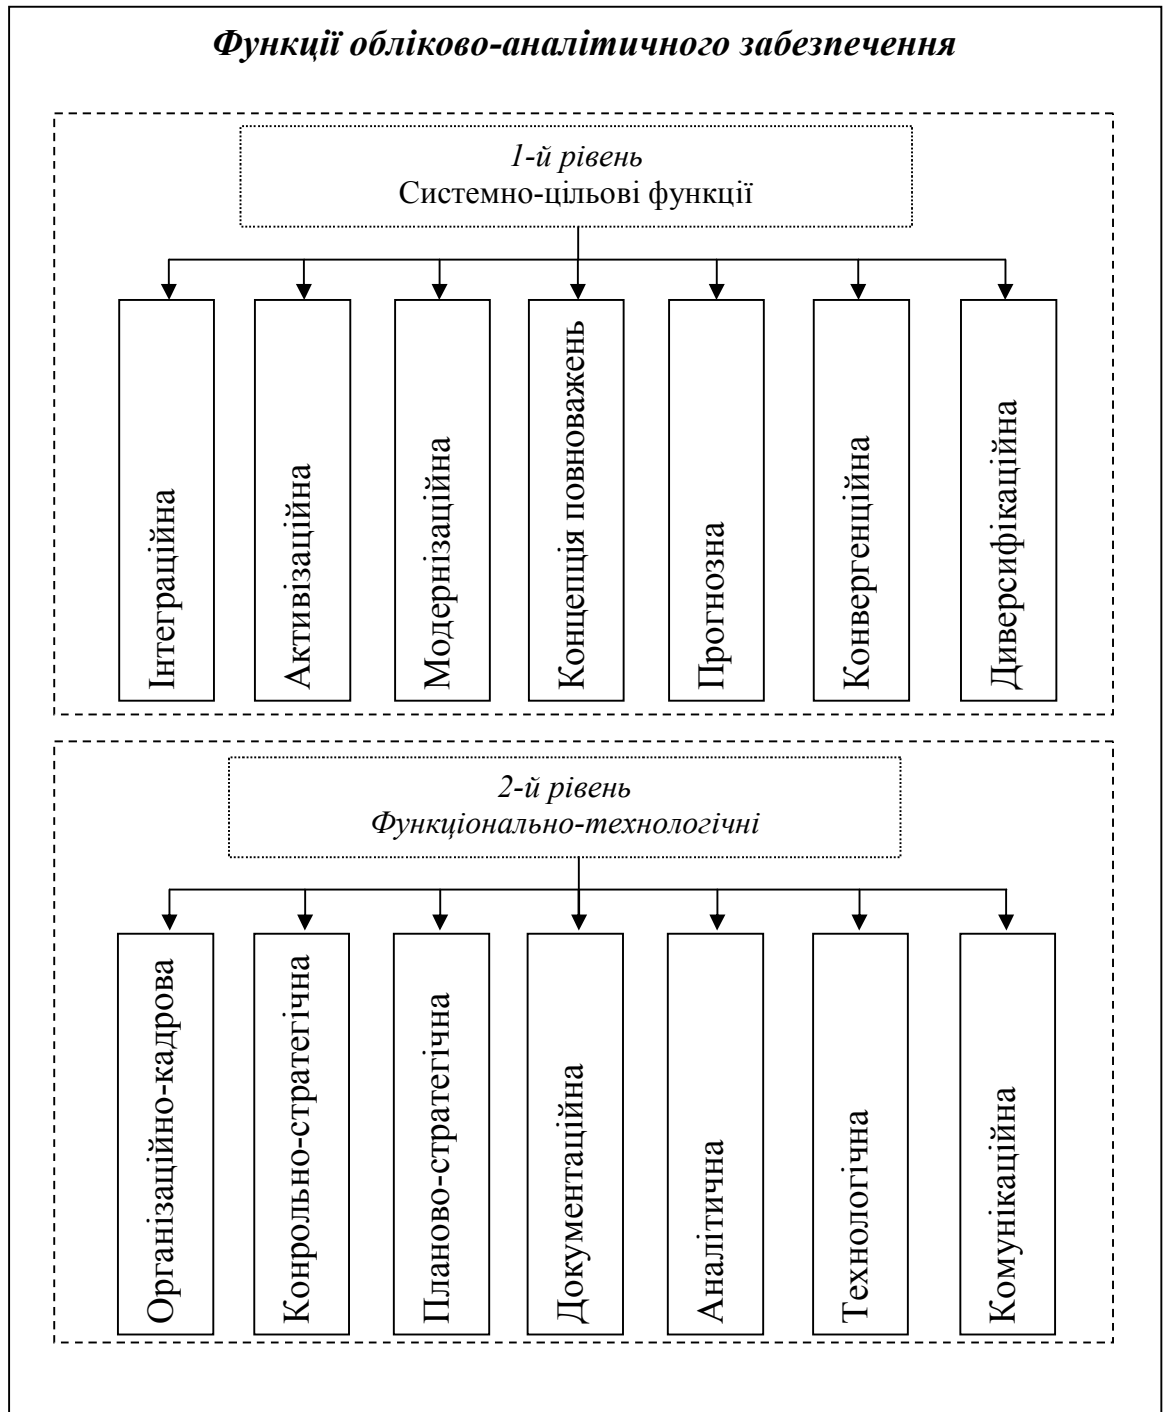 Функції обліково-аналітичного забезпечення
1-й рівень
Системно-цільові функції
Інтеграційна
Активізаційна
Модернізаційна
Концепція повноважень
Прогнозна
Конвергенційна
Диверсифікаційна
2-й рівень
Функціонально-технологічні
Організаційно-кадрова
Конрольно-стратегічна
Планово-стратегічна
Документаційна
Аналітична
Технологічна
Комунікаційна